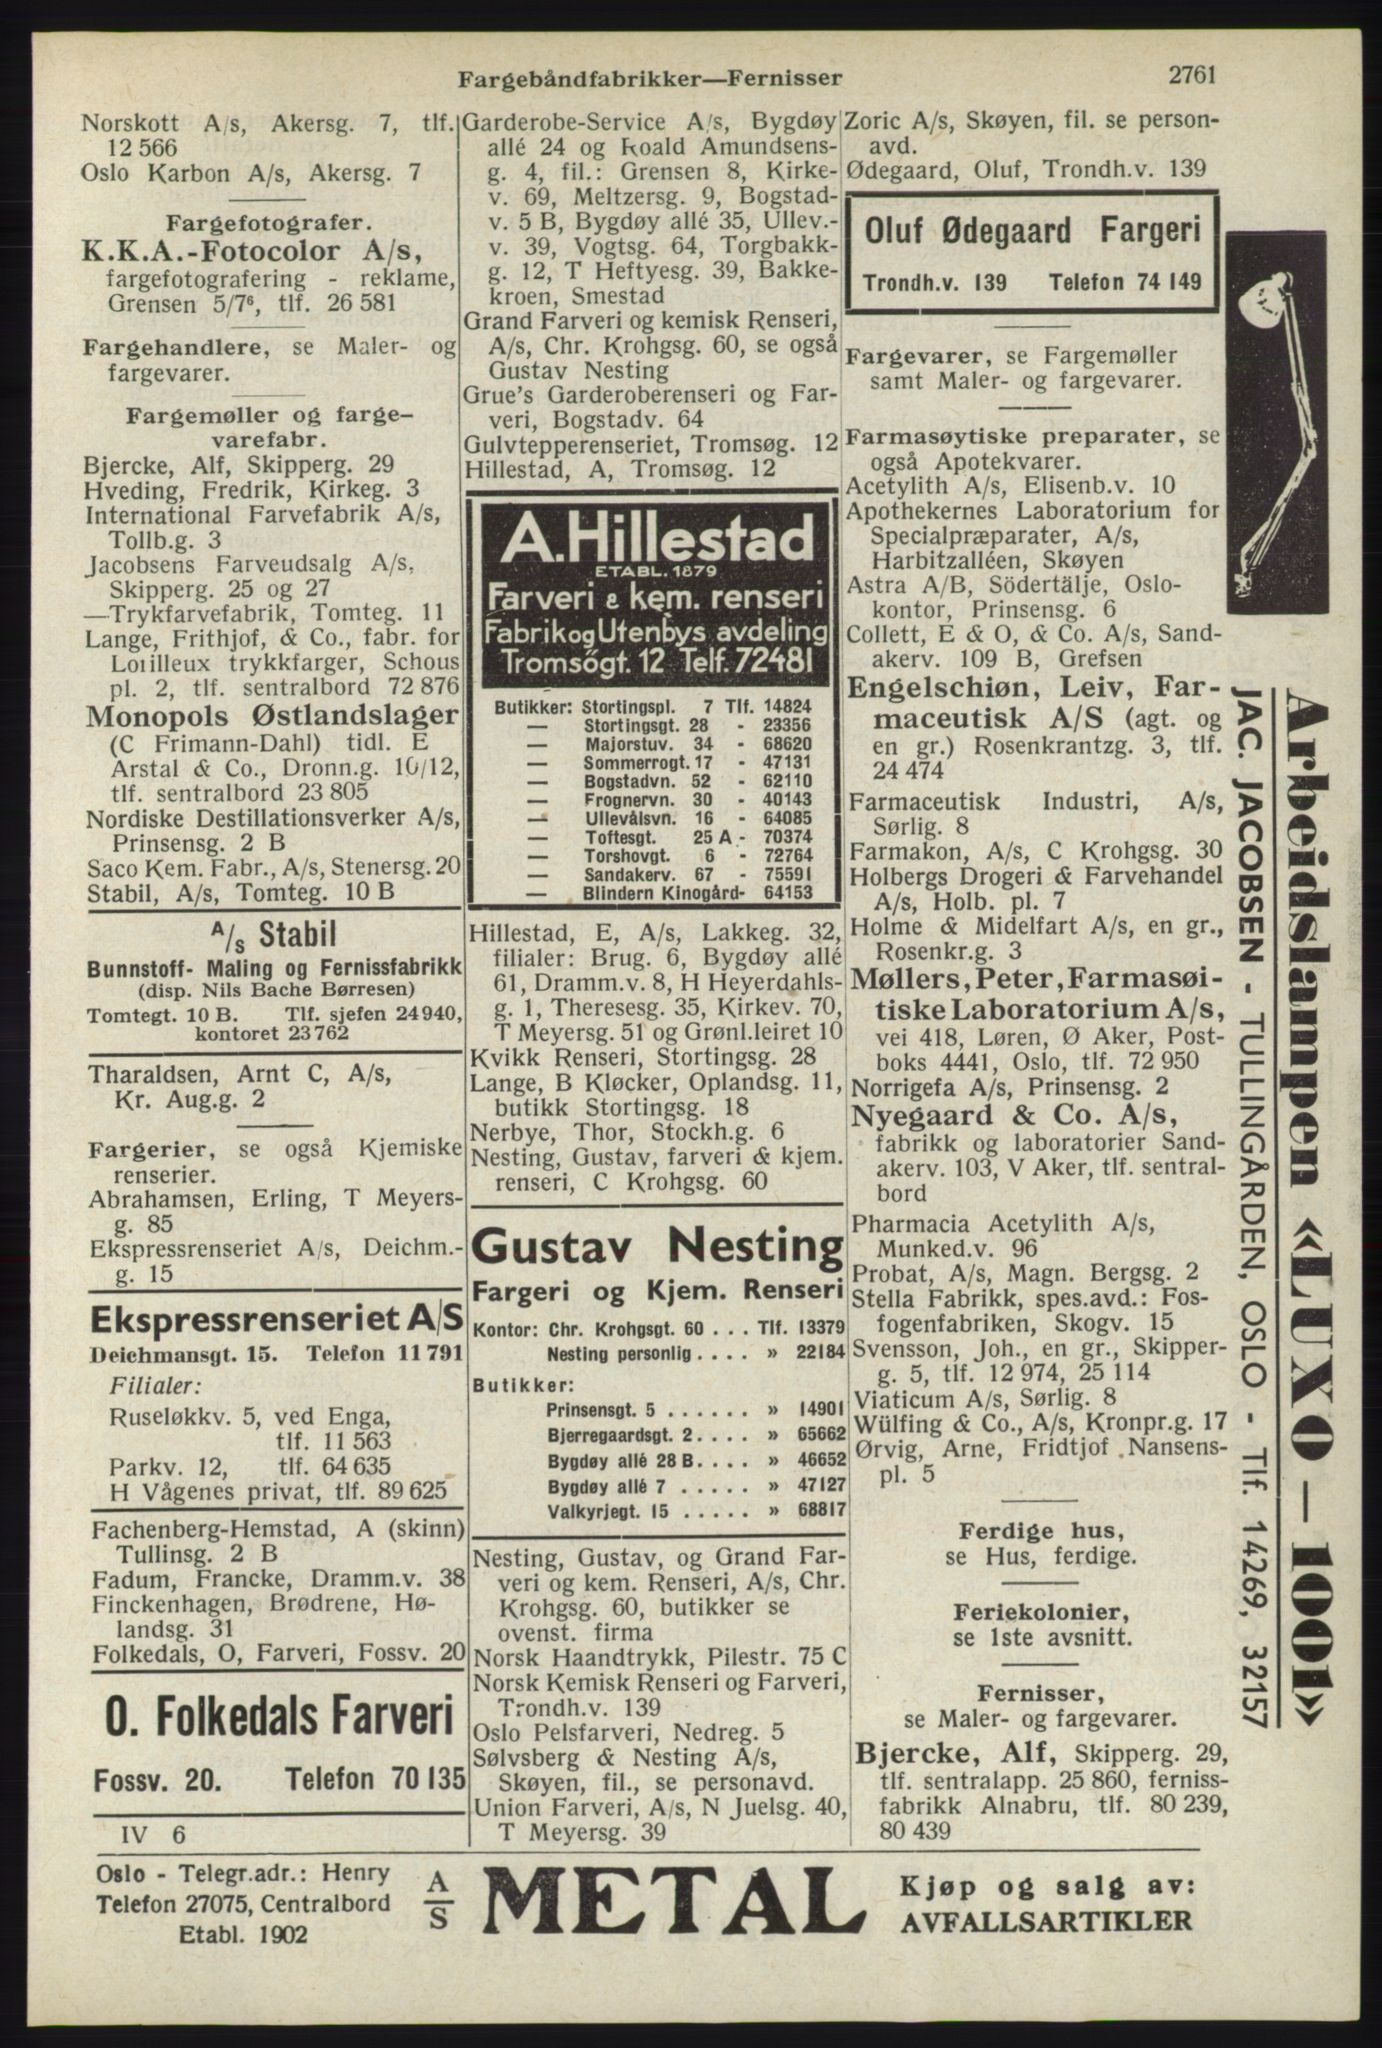 Fargebåndfabrikker—Fernisser
2761
Norskott A/s, Akersg. 7, tlf.
12 566
Oslo Karbon A/s, Akersg. 7
Fargefotografer.
K.K.A.-Fotocolor A/s,
fargefotografering - reklame,
Grensen 5/7⁶, tlf. 26 581
Fargehandlere, se Maler- og
fargevarer.
Fargemøller og farge-
varefabr.
Bjercke, Alf, Skipperg. 29
Hveding, Fredrik, Kirkeg. 3
International Farvefabrik A/s,
Tollb.g. 3
Jacobsens Farveudsalg A/s,
Skipperg. 25 og 27
—Trykfarvefabrik, Tomteg. 11
Lange, Frithjof, & Co., fabr. for
Lorilleux trykkfarger, Schous
pl. 2, tlf. sentralbord 72 876
Monopols Østlandslager
(C Frimann-Dahl) tidl. E
Arstal & Co., Dronn.g. 10/12,
tlf. sentralbord 23 805
Nordiske Destillationsverker A/s,
Prinsensg. 2 B
Saco Kem. Fabr., A/s, Stenersg. 20
Stabil, A/s, Tomteg. 10 B
A/s Stabil
Bunnstoff- Maling og Fernissfabrikk
(disp. Nils Bache Børresen)
Tomtegt. 10 B. Tlf. sjefen 24 940,
kontoret 23 762
Tharaldsen, Arnt C, A/s,
Kr. Aug.g. 2
Fargerier, se også Kjemiske
renserier.
Abrahamsen, Erling, T Meyers-
g. 85
Ekspressrenseriet A/s, Deichm.-
g. 15
Ekspressrenseriet A/S
Deichmansgt. 15. Telefon 11 791
Filialer:
Ruseløkkv. 5, ved Enga,
tlf. 11 563
Parkv. 12, tlf. 64 635
H Vågenes privat, tlf. 89 625
Fachenberg-Hemstad, A (skinn)
Tullinsg. 2 B
Fadum, Francke, Dramm.v. 38
Finckenhagen, Brødrene, Hø-
landsg. 31
Folkedals, O, Farveri, Fossv. 20
O. Folkedals Farveri
Fossv. 20. Telefon 70 135
IV 6
Garderobe-Service A/s, Bygdøy
allé 24 og Roald Amundsens-
g. 4, fil.: Grensen 8, Kirke-
v. 69, Meltzersg. 9, Bogstad-
v. 5 B, Bygdøy allé 35, Ullev.-
v. 39, Vogtsg. 64, Torgbakk-
g. 12, T Heftyesg. 39, Bakke-
kroen, Smestad
Grand Farveri og kemisk Renseri,
A/s, Chr. Krohgsg. 60, se også
Gustav Nesting
Grue's Garderoberenseri og Far-
veri, Bogstadv. 64
Gulvtepperenseriet, Tromsøg. 12
Hillestad, A, Tromsøg. 12
A. Hillestad
ETABL. 1879
Farveri & kem. renseri
Fabrik og Utenbys avdeling
Tromsögt. 12 Telf. 72481
Butikker: Stortingspl. 7 Tlf. 14824
— Stortingsgt. 28 - 23356
— Majorstuv. 34 - 68620
— Sommerrogt. 17 - 47131
— Bogstadvn. 52 - 62110
— Frognervn. 30 - 40143
— Ullevålsvn. 16 - 64085
— Toftesgt. 25 A - 70374
— Torshovgt. 6 - 72764
— Sandakerv. 67 - 75591
— Blindern Kinogård- 64153
Hillestad, E, A/s, Lakkeg. 32,
filialer: Brug. 6, Bygdøy allé
61, Dramm.v. 8, H Heyerdahls-
g. 1, Theresesg. 35, Kirkev. 70,
T Meyersg. 51 og Grønl.leiret 10
Kvikk Renseri, Stortingsg. 28
Lange, B Kløcker, Oplandsg. 11,
butikk Stortingsg. 18
Nerbye, Thor, Stockh.g. 6
Nesting, Gustav, farveri & kjem.
renseri, C Krohgsg. 60
Gustav Nesting
Fargeri og Kjem. Renseri
Kontor: Chr. Krohgsgt. 60 . . . Tlf. 13379
Nesting personlig . . . . » 22184
Butikker:
Prinsensgt. 5 . . . . . . » 14901
Bjerregaardsgt. 2 . . . . » 65662
Bygdøy allé 28 B . . . . » 46652
Bygdøy allé 7 . . . . . » 47127
Valkyrjegt. 15 . . . . . » 68817
Nesting, Gustav, og Grand Far-
veri og kem. Renseri, A/s, Chr.
Krohgsg. 60, butikker se
ovenst. firma
Norsk Haandtrykk, Pilestr. 75 C
Norsk Kemisk Renseri og Farveri,
Trondh.v. 139
Oslo Pelsfarveri, Nedreg. 5
Sølvsberg & Nesting A/s,
Skøyen, fil., se personavd.
Union Farveri, A/s, N Juelsg. 40,
T Meyersg. 39
Zoric A/s, Skøyen, fil. se person-
avd.
Ødegaard, Oluf, Trondh.v. 139
Oluf Ødegaard Fargeri
Trondh.v. 139 Telefon 74 149
Fargevarer, se Fargemøller
samt Maler- og fargevarer.
Farmasøytiske preparater, se
også Apotekvarer.
Acetylith A/s, Elisenb.v. 10
Apothekernes Laboratorium for
Specialpræparater, A/s,
Harbitzalléen, Skøyen
Astra A/B, Södertälje, Oslo-
kontor, Prinsensg. 6
Collett, E & O, & Co. A/s, Sand-
akerv. 109 B, Grefsen
Engelschiøn, Leiv, Far-
maceutisk A/S (agt. og
en gr.) Rosenkrantzg. 3, tlf.
24 474
Farmaceutisk Industri, A/s,
Sørlig. 8
Farmakon, A/s, C Krohgsg. 30
Holbergs Drogeri & Farvehandel
A/s, Holb. pl. 7
Holme & Midelfart A/s, en gr.,
Rosenkr.g. 3
Møllers, Peter, Farmasøi-
tiske Laboratorium A/s,
vei 418, Løren, Ø Aker, Post-
boks 4441, Oslo, tlf. 72 950
Norrigefa A/s, Prinsensg. 2
Nyegaard & Co. A/s,
fabrikk og laboratorier Sand-
akerv. 103, V Aker, tlf. sentral-
bord
Pharmacia Acetylith A/s,
Munked.v. 96
Probat, A/s, Magn. Bergsg. 2
Stella Fabrikk, spes.avd.: Fos-
fogenfabriken, Skogv. 15
Svensson, Joh., en gr., Skipper-
g. 5, tlf. 12 974, 25 114
Viaticum A/s, Sørlig. 8
Wülfing & Co., A/s, Kronpr.g. 17
Ørvig, Arne, Fridtjof Nansens-
pl. 5
Ferdige hus,
se Hus, ferdige.
Feriekolonier,
se 1ste avsnitt.
Fernisser,
se Maler- og fargevarer.
Bjercke, Alf, Skipperg. 29,
tlf. sentralapp. 25 860, ferniss-
fabrikk Alnabru, tlf. 80 239,
80 439
Arbeidslampen «LUXO — 1001»
JAC. JACOBSEN - TULLINGÅRDEN, OSLO - Tlf. 14269, 32157
Oslo - Telegr.adr.: Henry
Telefon 27075, Centralbord
Etabl. 1902
A/S METAL
Kjøp og salg av:
AVFALLSARTIKLER